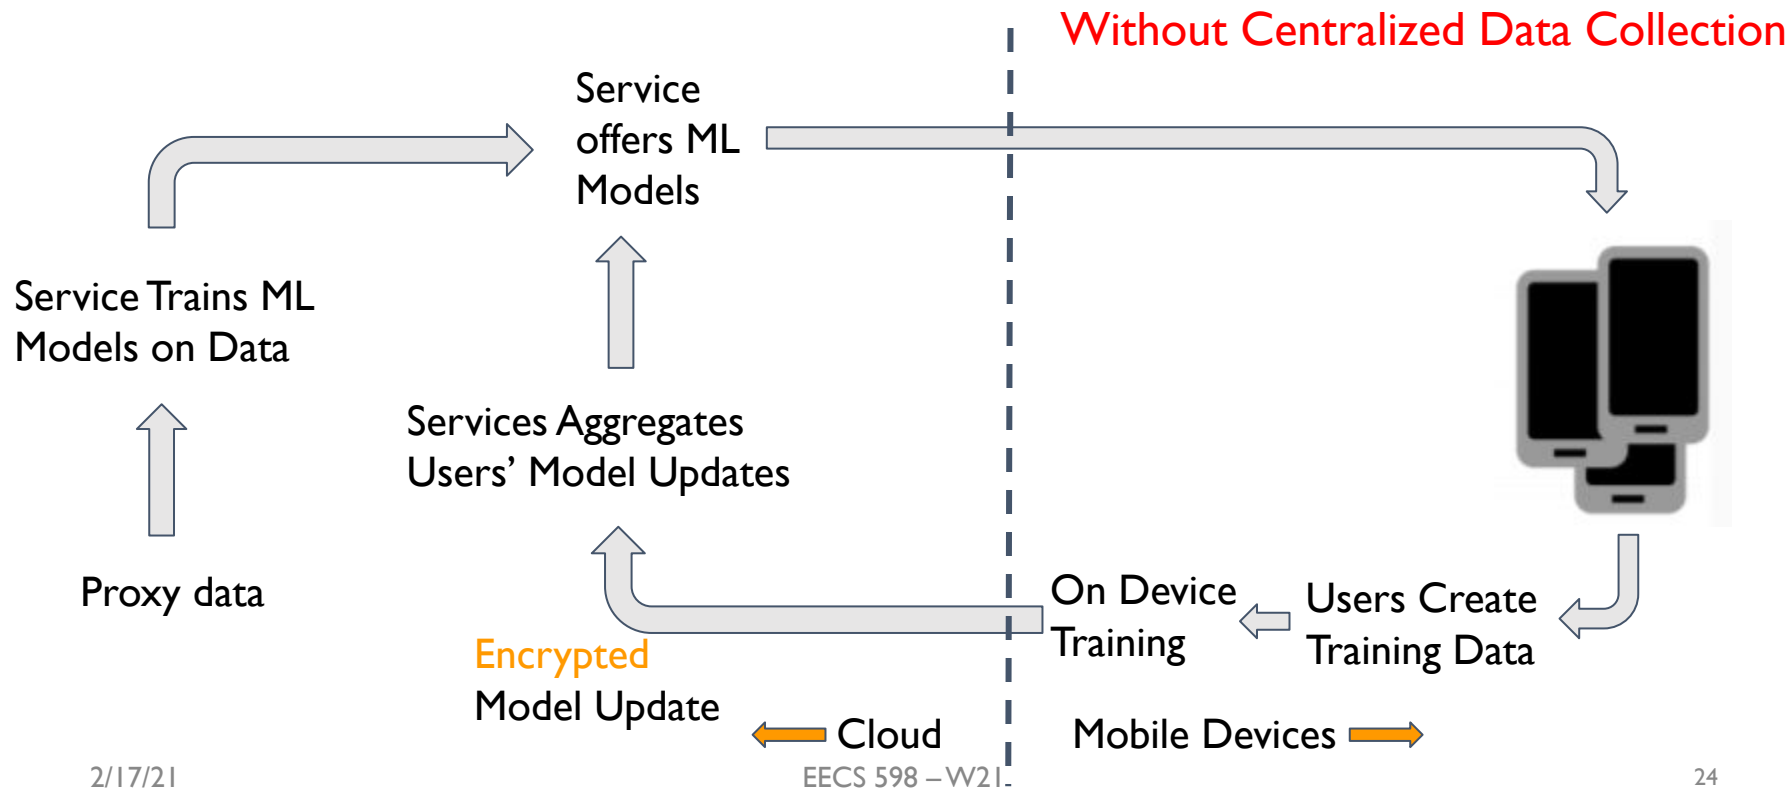 Without Centralized Data Collection
Service
offers ML
Models
Service Trains ML
Models on Data
Services Aggregates
Users’ Model Updates
Proxy data
On Device
Training
Users Create
Training Data
Encrypted
Model Update
Cloud
Mobile Devices
2/17/21
EECS 598 – W21
24